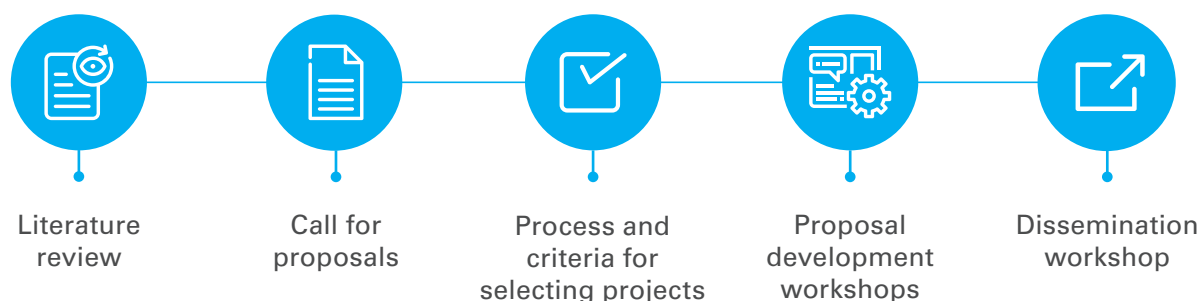 Literature
review
Call for
proposals
Process and
criteria for
selecting projects
Proposal
development
workshops
Dissemination
workshop